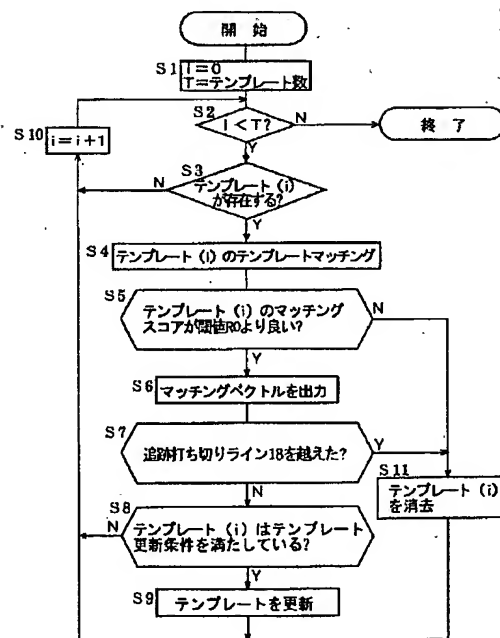 開始
S1
i=0
T=テンプレート数
S2
i<T?
N
終了
S10
i=i+1
Y
S3
N
テンプレート(i)
が存在する?
Y
S4
テンプレート(i)のテンプレートマッチング
S5
テンプレート(i)のマッチング
スコアが閾値R0より良い?
N
Y
S6
マッチングベクトルを出力
S7
追跡打ち切りライン18を越えた?
Y
S11
テンプレート(i)
を消去
N
S8
N
テンプレート(i)はテンプレート
更新条件を満たしている?
Y
S9
テンプレートを更新